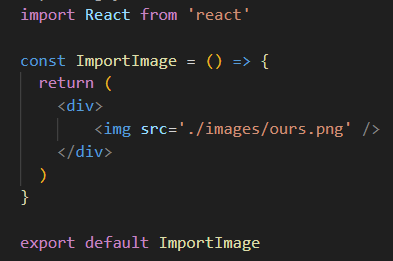 import React from 'react'
const ImportImage = () => {
return (
<div>
<img src='./images/ours.png' />
</div>
)
}
export default ImportImage